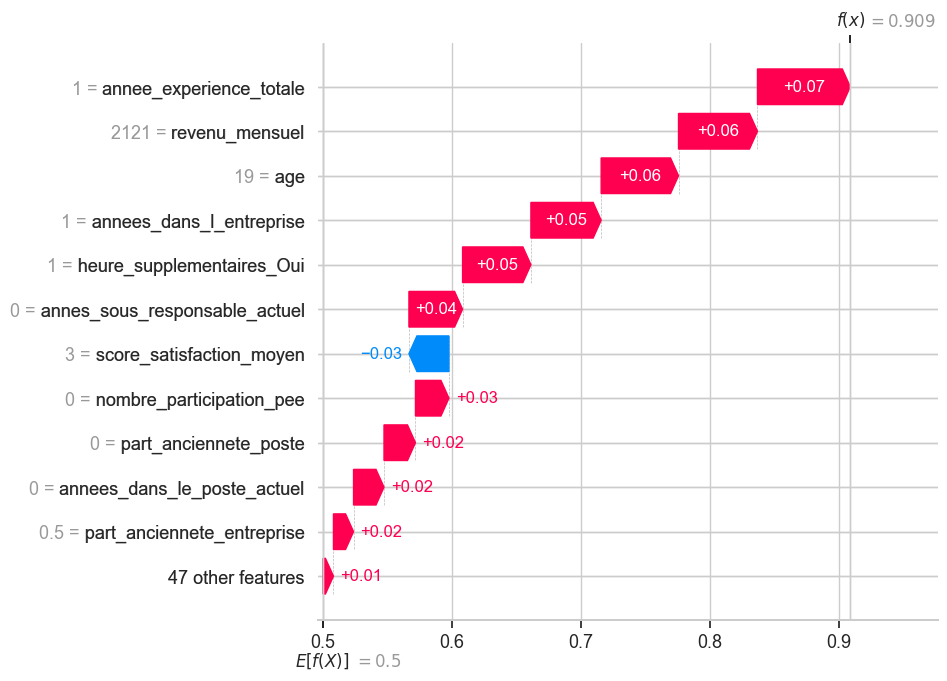 f(x) = 0.909
1 = annee_experience_totale +0.07
2121 = revenu_mensuel +0.06
19 = age +0.06
1 = annees_dans_l_entreprise +0.05
1 = heure_supplementaires_Oui +0.05
0 = annes_sous_responsable_actuel +0.04
3 = score_satisfaction_moyen −0.03
0 = nombre_participation_pee +0.03
0 = part_anciennete_poste +0.02
0 = annees_dans_le_poste_actuel +0.02
0.5 = part_anciennete_entreprise +0.02
47 other features +0.01
0.5 0.6 0.7 0.8 0.9
E[f(X)] = 0.5